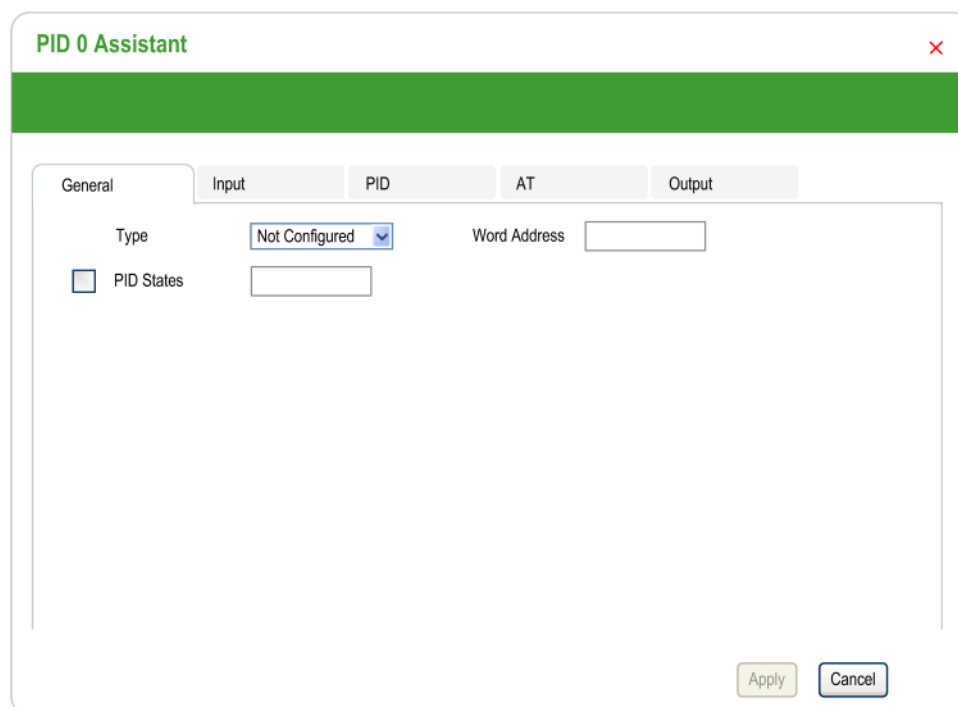 PID 0 Assistant
General Input PID AT Output
Type Not Configured Word Address
PID States
Apply Cancel